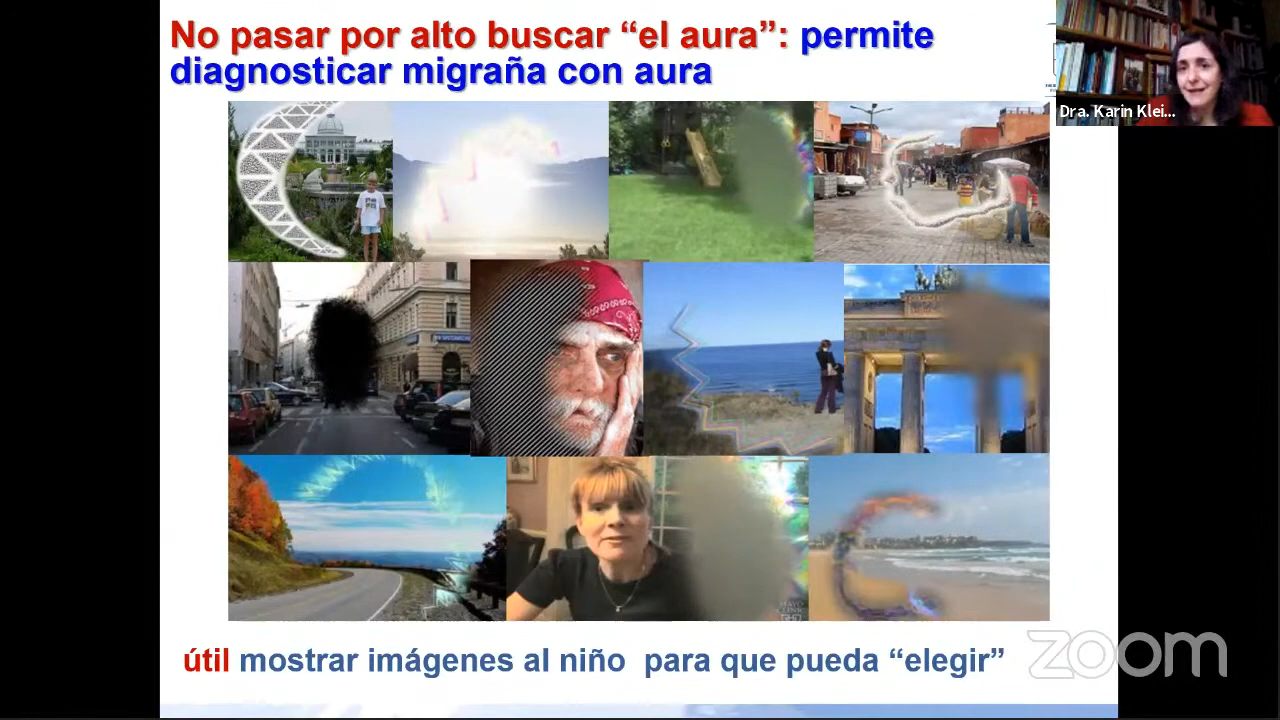 No pasar por alto buscar “el aura”: permite
diagnosticar migraña con aura
Dra. Karin Klei...
útil mostrar imágenes al niño para que pueda “elegir”
zoom